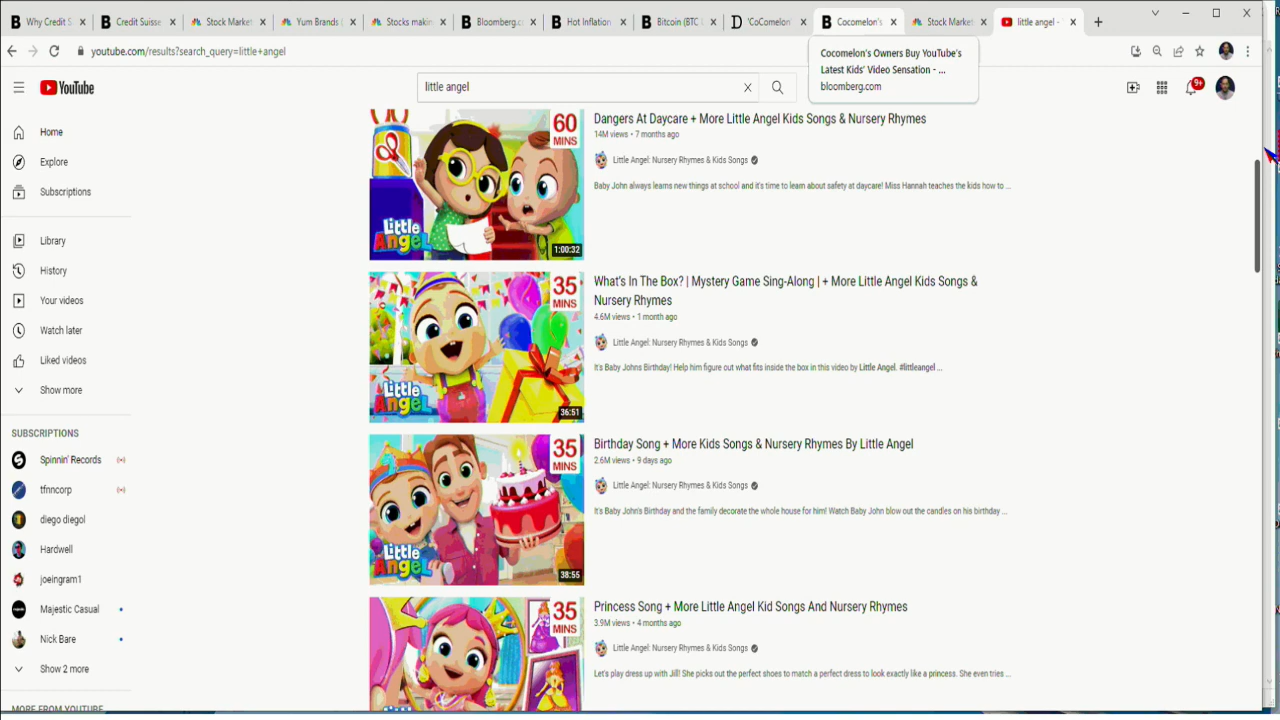 Why Credit S
Credit Suisse
Stock Market
Yum Brands (
Stocks makin
Bloomberg.co
Hot Inflation
Bitcoin (BTC
'CoComelon'
Cocomelon's
Stock Market
little angel -
youtube.com/results?search_query=little+angel
Cocomelon's Owners Buy YouTube's
Latest Kids' Video Sensation - ...
bloomberg.com
YouTube
little angel
9+
Home
Explore
Subscriptions
Library
History
Your videos
Watch later
Liked videos
Show more
SUBSCRIPTIONS
Spinnin' Records
tfnncorp
diego diegol
Hardwell
joeingram1
Majestic Casual
Nick Bare
Show 2 more
MORE FROM YOUTUBE
60
MINS
LITTLE
ANGEL
1:00:32
Dangers At Daycare + More Little Angel Kids Songs & Nursery Rhymes
14M views • 7 months ago
Little Angel: Nursery Rhymes & Kids Songs
Baby John always learns new things at school and it's time to learn about safety at daycare! Miss Hannah teaches the kids how to ...
35
MINS
LITTLE
ANGEL
36:51
What's In The Box? | Mystery Game Sing-Along | + More Little Angel Kids Songs &
Nursery Rhymes
4.6M views • 1 month ago
Little Angel: Nursery Rhymes & Kids Songs
It's Baby Johns Birthday! Help him figure out what fits inside the box in this video by Little Angel. #littleangel ...
35
MINS
LITTLE
ANGEL
38:55
Birthday Song + More Kids Songs & Nursery Rhymes By Little Angel
2.6M views • 9 days ago
Little Angel: Nursery Rhymes & Kids Songs
It's Baby John's Birthday and the family decorate the whole house for him! Watch Baby John blow out the candles on his birthday ...
35
MINS
LITTLE
ANGEL
Princess Song + More Little Angel Kid Songs And Nursery Rhymes
3.9M views • 4 months ago
Little Angel: Nursery Rhymes & Kids Songs
Let's play dress up with Jill! She picks out the perfect shoes to match a perfect dress to look exactly like a princess. She even tries ...